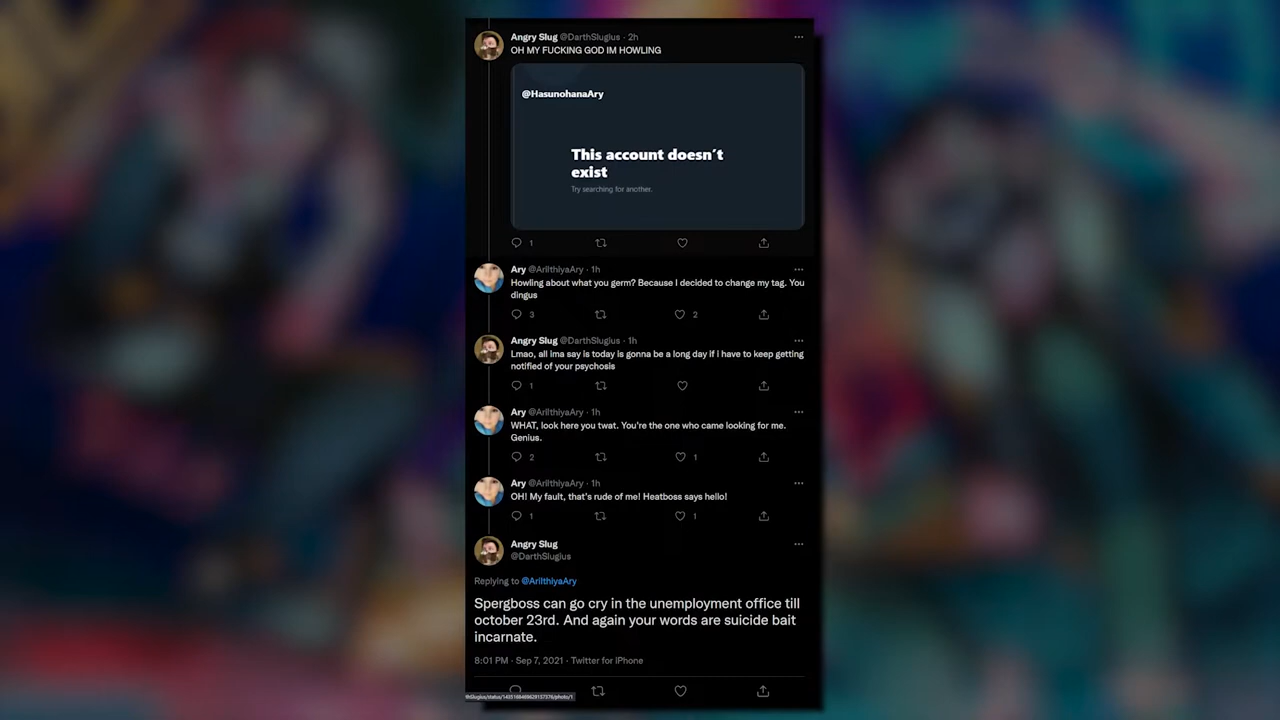 Angry Slug @DarthSlugius · 2h
OH MY FUCKING GOD IM HOWLING
@HasunohanaAry
This account doesn't
exist
Try searching for another.
1
Ary @ArilthiyaAry · 1h
Howling about what you germ? Because I decided to change my tag. You
dingus
3 2
Angry Slug @DarthSlugius · 1h
Lmao, all ima say is today is gonna be a long day if i have to keep getting
notified of your psychosis
1
Ary @ArilthiyaAry · 1h
WHAT, look here you twat. You're the one who came looking for me.
Genius.
2 1
Ary @ArilthiyaAry · 1h
OH! My fault, that's rude of me! Heatboss says hello!
1 1
Angry Slug
@DarthSlugius
Replying to @ArilthiyaAry
Spergboss can go cry in the unemployment office till
october 23rd. And again your words are suicide bait
incarnate.
8:01 PM · Sep 7, 2021 · Twitter for iPhone